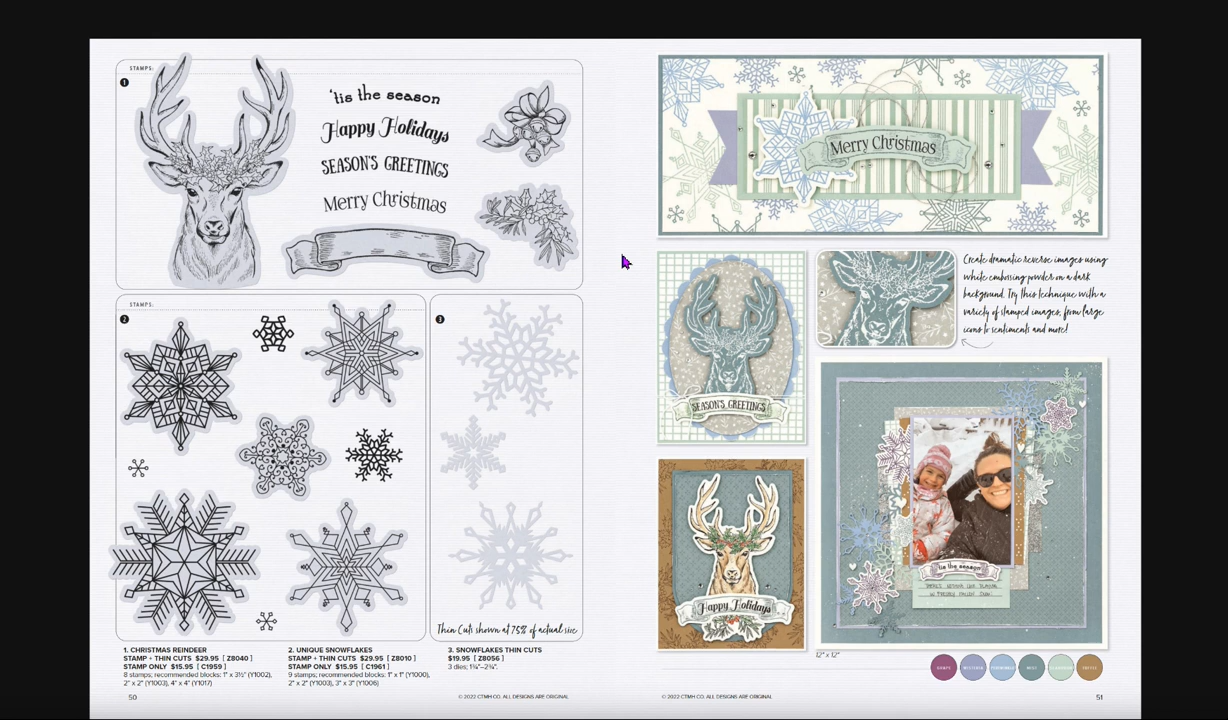 STAMPS:
1
'tis the season
Happy Holidays
SEASON'S GREETINGS
Merry Christmas
STAMPS:
2
3
Thin Cuts shown at 75% of actual size
1. CHRISTMAS REINDEER
STAMP + THIN CUTS $29.95 [ Z8040 ]
STAMP ONLY $15.95 [ C1959 ]
8 stamps; recommended blocks: 1" x 3½" (Y1002),
2" x 2" (Y1003), 4" x 4" (Y1017)
2. UNIQUE SNOWFLAKES
STAMP + THIN CUTS $29.95 [ Z8010 ]
STAMP ONLY $15.95 [ C1961 ]
9 stamps; recommended blocks: 1" x 1" (Y1000),
2" x 2" (Y1003), 3" x 3" (Y1006)
3. SNOWFLAKES THIN CUTS
$19.95 [ Z8056 ]
3 dies; 1¾"–2¾".
50
© 2022 CTMH CO. ALL DESIGNS ARE ORIGINAL.
Merry Christmas
SEASON'S GREETINGS
Create dramatic reverse images using
white embossing powder on a dark
background. Try this technique with a
variety of stamped images, from large
icons to sentiments and more!
Happy Holidays
'tis the season
12" x 12"
© 2022 CTMH CO. ALL DESIGNS ARE ORIGINAL.
51